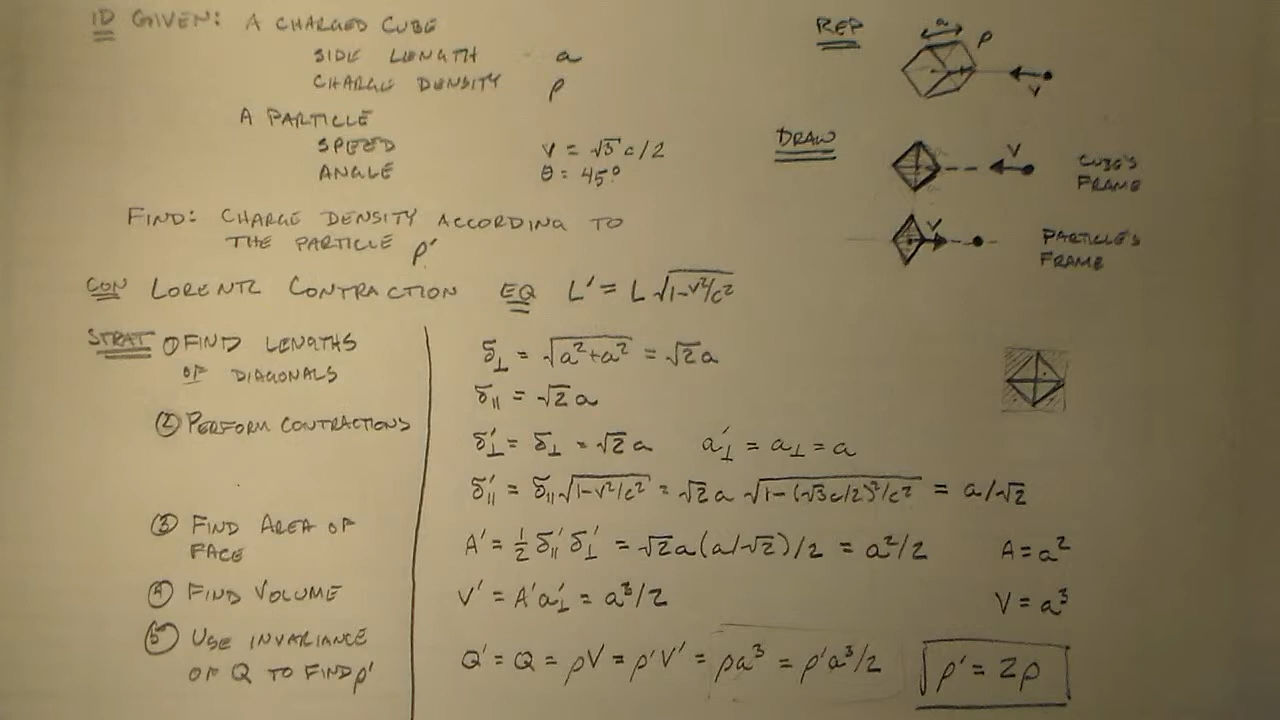 ID GIVEN: A CHARGED CUBE
SIDE LENGTH a
CHARGE DENSITY ρ
A PARTICLE
SPEED V = √3 c/2
ANGLE θ = 45°
FIND: CHARGE DENSITY ACCORDING TO
THE PARTICLE ρ'
REP
a
ρ
V
DRAW
V
CUBE'S
FRAME
V
PARTICLE'S
FRAME
CON LORENTZ CONTRACTION EQ L' = L √1-V²/c²
STRAT ① FIND LENGTHS
OF DIAGONALS
② PERFORM CONTRACTIONS
③ FIND AREA OF
FACE
④ FIND VOLUME
⑤ USE INVARIANCE
OF Q TO FIND ρ'
δ⊥ = √a²+a² = √2 a
δ∥ = √2 a
δ⊥' = δ⊥ = √2 a a⊥' = a⊥ = a
δ∥' = δ∥ √1-V²/c² = √2 a √1-(√3c/2)²/c² = a/√2
A' = ½ δ∥' δ⊥' = √2 a (a/√2)/2 = a²/2 A = a²
V' = A'a⊥' = a³/2 V = a³
Q' = Q = ρV = ρ'V' = ρa³ = ρ'a³/2 ρ' = 2ρ